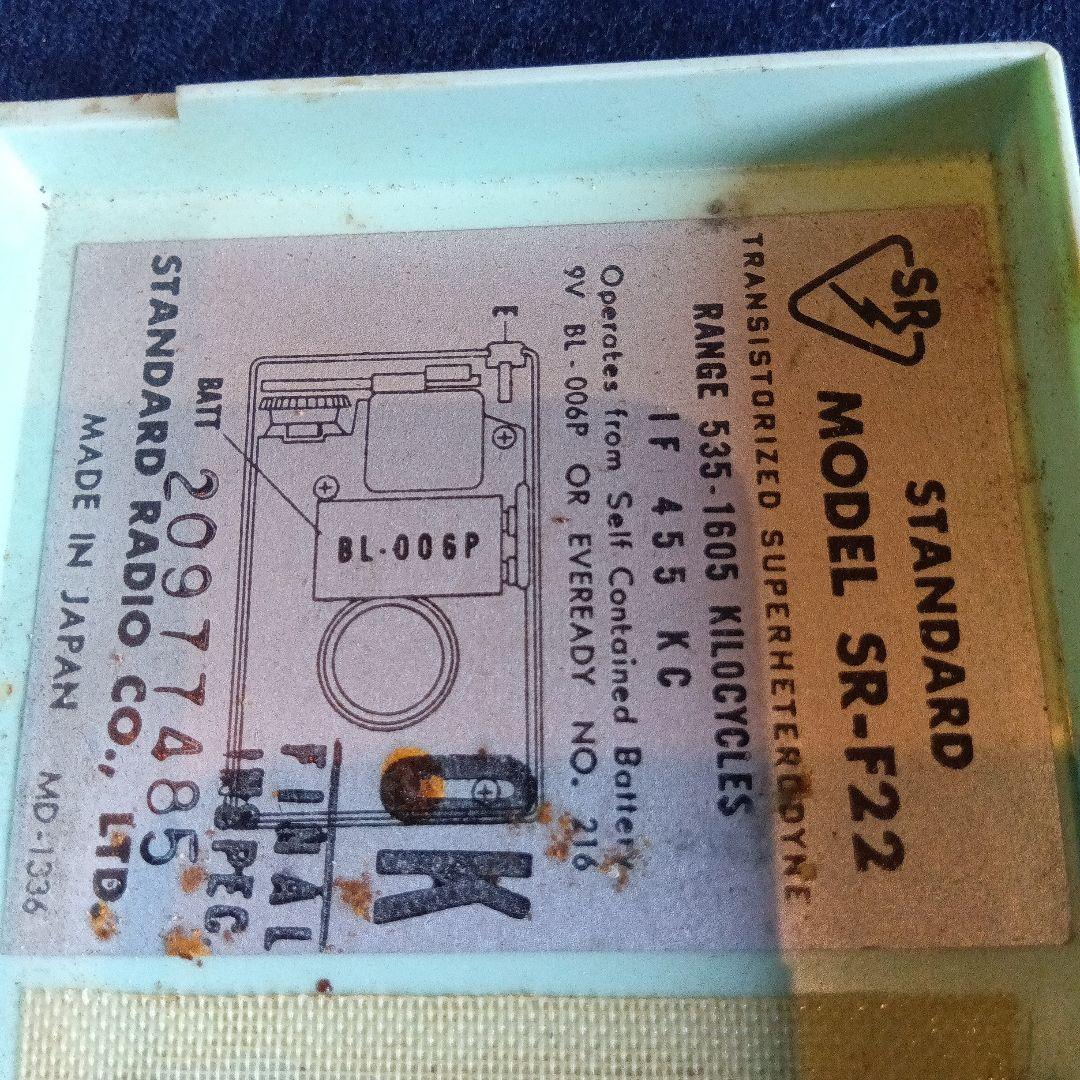 SR
STANDARD
MODEL SR-F22
TRANSISTORIZED SUPERHETERODYNE
RANGE 535-1605 KILOCYCLES
IF 455 KC
Operates from Self Contained Battery
9V BL-006P OR EVEREADY NO. 216
E
BL-006P
BATT
OK
FINAL
INSPEC.
20977485
STANDARD RADIO CO., LTD.
MADE IN JAPAN
MD-1336